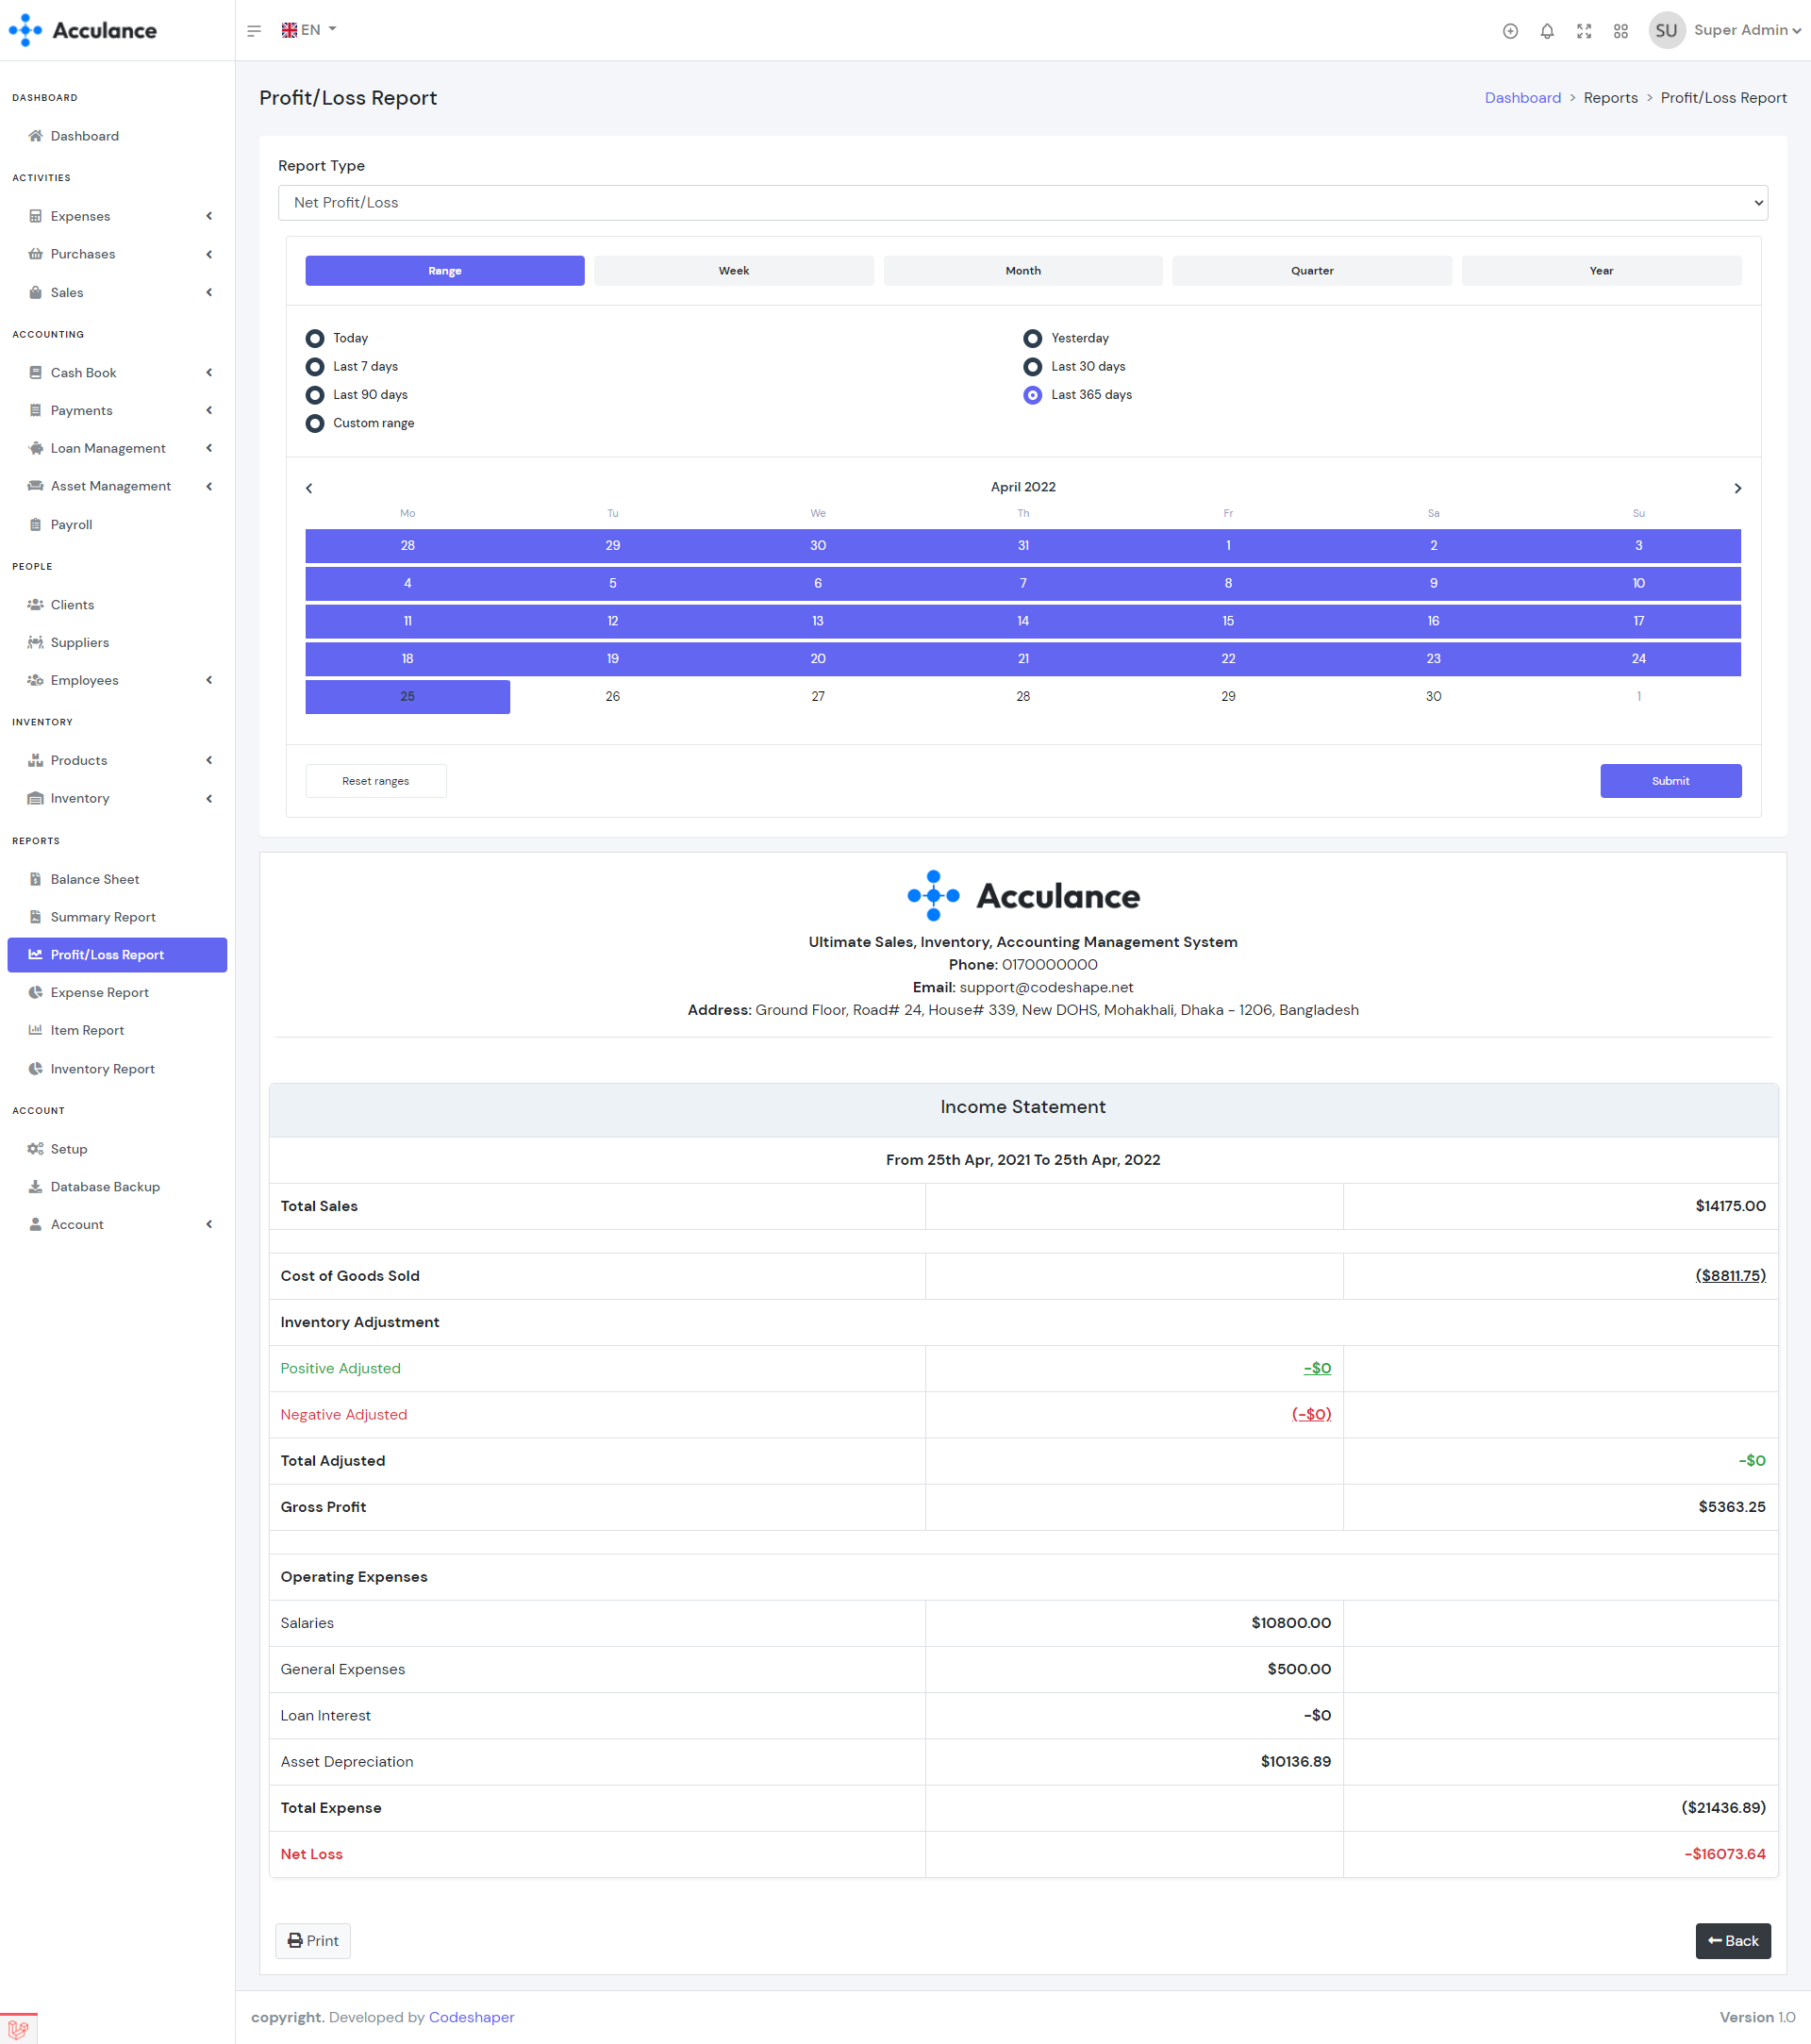 Acculance
EN
SU Super Admin
DASHBOARD
Dashboard
ACTIVITIES
Expenses
Purchases
Sales
ACCOUNTING
Cash Book
Payments
Loan Management
Asset Management
Payroll
PEOPLE
Clients
Suppliers
Employees
INVENTORY
Products
Inventory
REPORTS
Balance Sheet
Summary Report
Profit/Loss Report
Expense Report
Item Report
Inventory Report
ACCOUNT
Setup
Database Backup
Account
Profit/Loss Report
Dashboard > Reports > Profit/Loss Report
Report Type
Net Profit/Loss
Range Week Month Quarter Year
Today Yesterday
Last 7 days Last 30 days
Last 90 days Last 365 days
Custom range
April 2022
Mo Tu We Th Fr Sa Su
28 29 30 31 1 2 3
4 5 6 7 8 9 10
11 12 13 14 15 16 17
18 19 20 21 22 23 24
25 26 27 28 29 30 1
Reset ranges Submit
Acculance
Ultimate Sales, Inventory, Accounting Management System
Phone: 0170000000
Email: support@codeshape.net
Address: Ground Floor, Road# 24, House# 339, New DOHS, Mohakhali, Dhaka - 1206, Bangladesh
Income Statement
From 25th Apr, 2021 To 25th Apr, 2022
Total Sales $14175.00
Cost of Goods Sold ($8811.75)
Inventory Adjustment
Positive Adjusted -$0
Negative Adjusted (-$0)
Total Adjusted -$0
Gross Profit $5363.25
Operating Expenses
Salaries $10800.00
General Expenses $500.00
Loan Interest -$0
Asset Depreciation $10136.89
Total Expense ($21436.89)
Net Loss -$16073.64
Print Back
copyright. Developed by Codeshaper Version 1.0